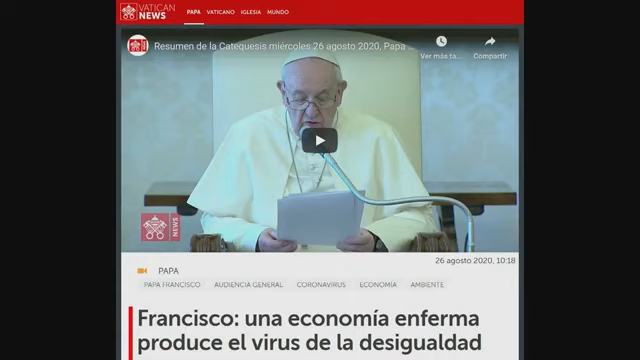 VATICAN
NEWS
PAPA VATICANO IGLESIA MUNDO
Resumen de la Catequesis miércoles 26 agosto 2020, Papa ...
Ver más ta...
Compartir
NEWS
26 agosto 2020, 10:18
PAPA
PAPA FRANCISCO AUDIENCIA GENERAL CORONAVIRUS ECONOMÍA AMBIENTE
Francisco: una economía enferma
produce el virus de la desigualdad